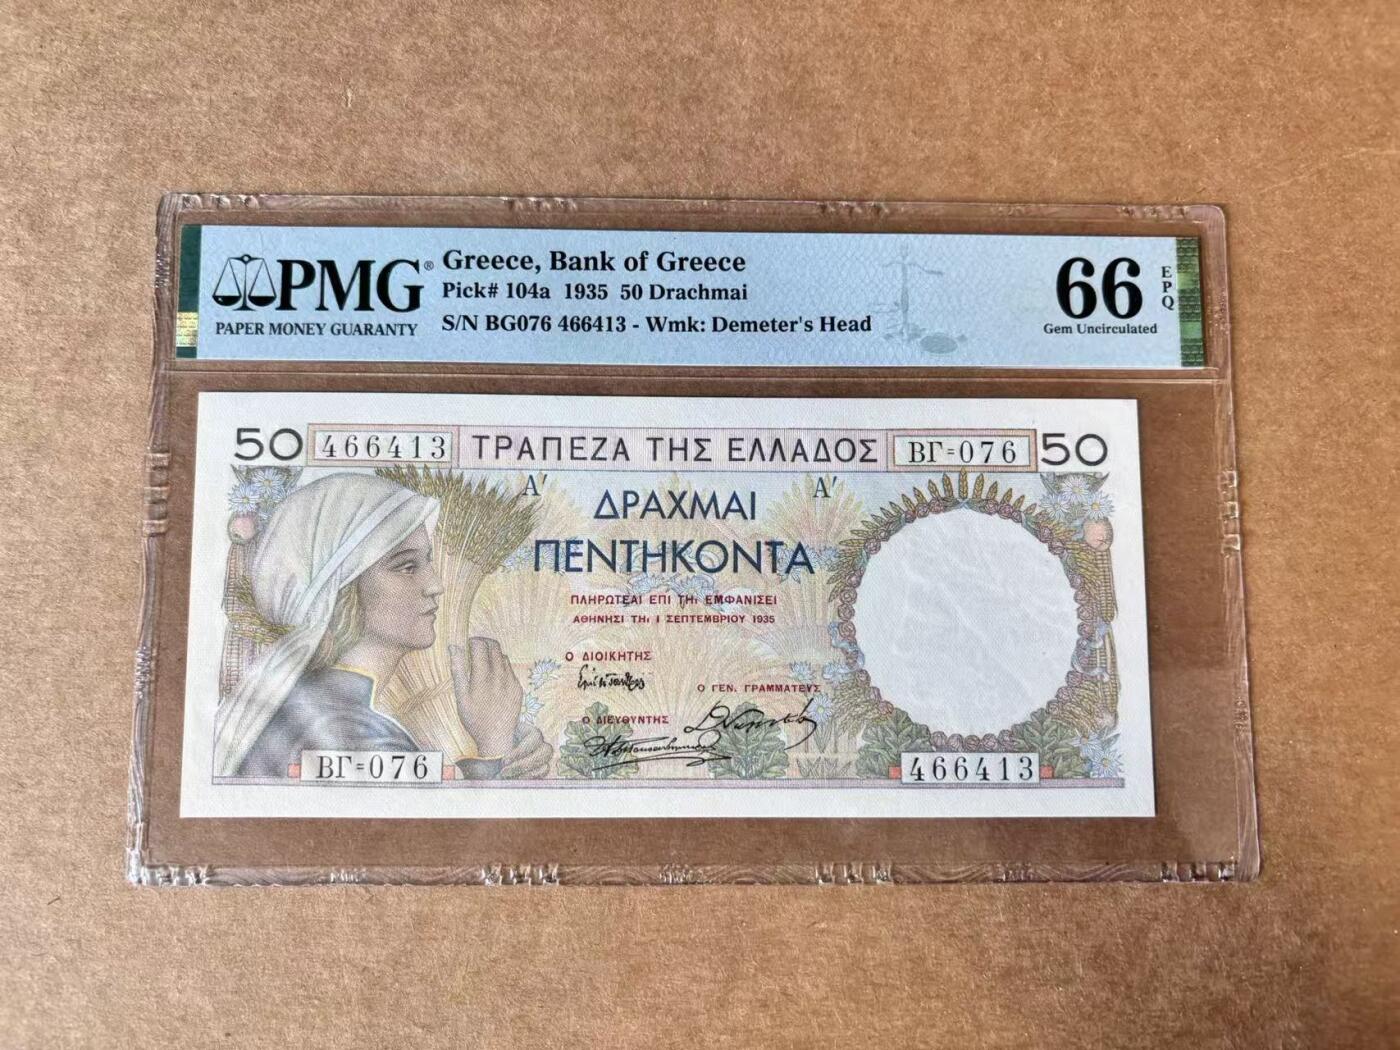 PMG®
PAPER MONEY GUARANTY
Greece, Bank of Greece
Pick# 104a 1935 50 Drachmai
S/N BG076 466413 - Wmk: Demeter's Head
66
EPQ
Gem Uncirculated
50 466413 ΤΡΑΠΕΖΑ ΤΗΣ ΕΛΛΑΔΟΣ ΒΓ=076 50
Α' Α'
ΔΡΑΧΜΑΙ
ΠΕΝΤΗΚΟΝΤΑ
ΠΛΗΡΩΤΕΑΙ ΕΠΙ ΤΗι ΕΜΦΑΝΙΣΕΙ
ΑΘΗΝΗΣΙ ΤΗι 1 ΣΕΠΤΕΜΒΡΙΟΥ 1935
Ο ΔΙΟΙΚΗΤΗΣ
Ο ΓΕΝ. ΓΡΑΜΜΑΤΕΥΣ
Ο ΔΙΕΥΘΥΝΤΗΣ
ΒΓ=076 466413